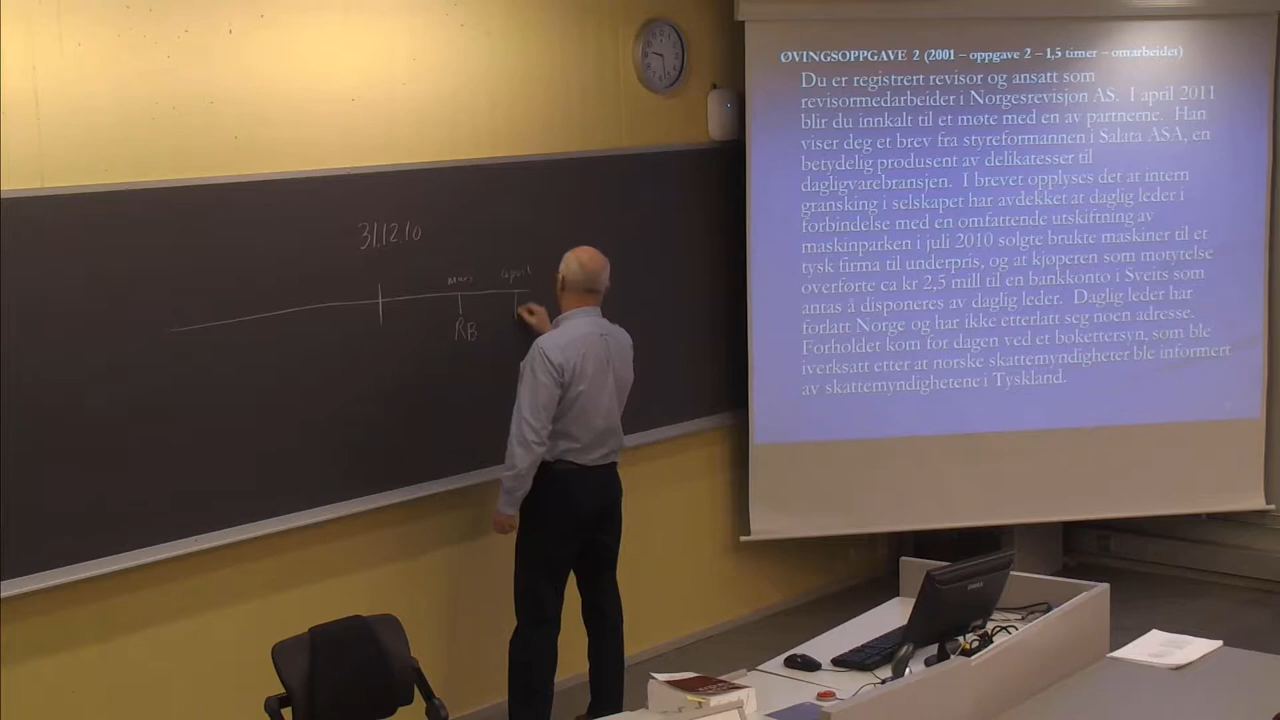 ØVINGSOPPGAVE 2 (2001 – oppgave 2 – 1,5 timer – omarbeidet)
Du er registrert revisor og ansatt som
revisormedarbeider i Norgesrevisjon AS. I april 2011
blir du innkalt til et møte med en av partnerne. Han
viser deg et brev fra styreformannen i Salata ASA, en
betydelig produsent av delikatesser til
dagligvarebransjen. I brevet opplyses det at intern
gransking i selskapet har avdekket at daglig leder i
forbindelse med en omfattende utskiftning av
maskinparken i juli 2010 solgte brukte maskiner til et
tysk firma til underpris, og at kjøperen som motytelse
overførte ca kr 2,5 mill til en bankkonto i Sveits som
antas å disponeres av daglig leder. Daglig leder har
forlatt Norge og har ikke etterlatt seg noen adresse.
Forholdet kom for dagen ved et bokettersyn, som ble
iverksatt etter at norske skattemyndigheter ble informert
av skattemyndighetene i Tyskland.
31.12.10
mars april
RB